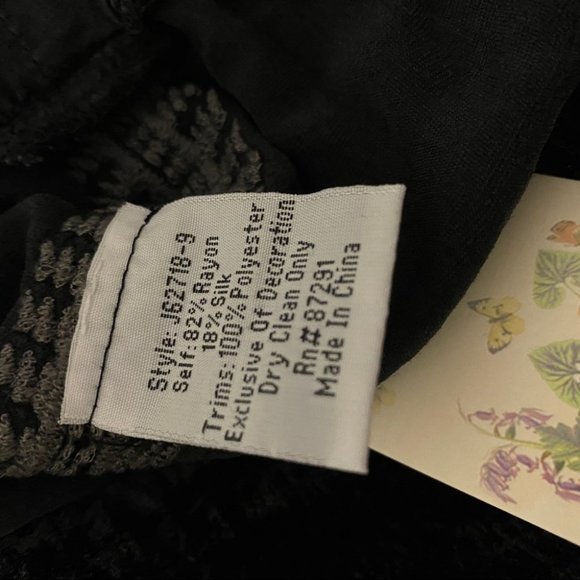 Style: J62718-9
Self: 82% Rayon
18% Silk
Trims: 100% Polyester
Exclusive Of Decoration
Dry Clean Only
Rn# 87291
Made In China